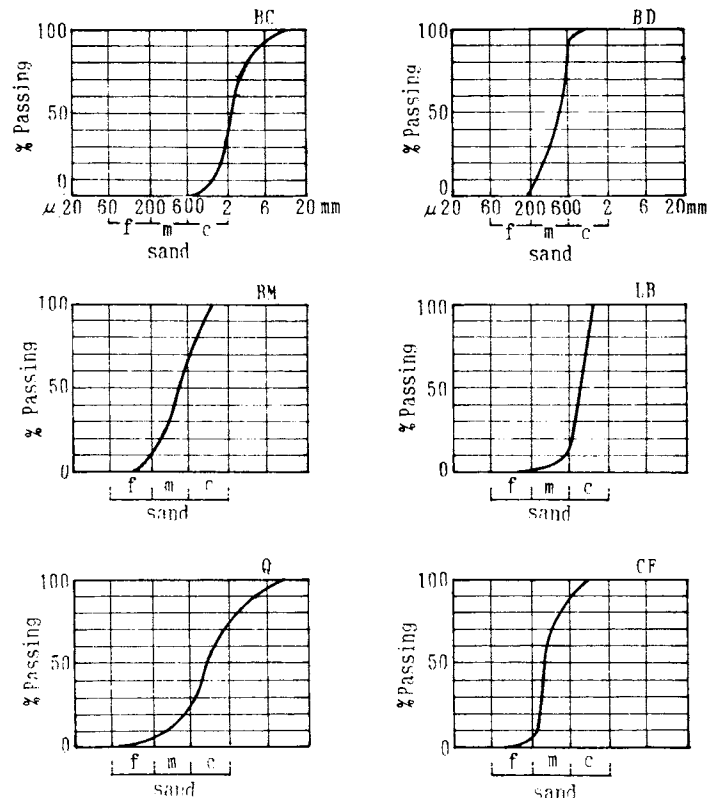 BC
100
50
0
% Passing
μ 20 60 200 600 2 6 20 mm
f m c
sand
BD
100
50
0
% Passing
μ 20 60 200 600 2 6 20mm
f m c
sand
BM
100
50
0
% Passing
f m c
sand
LB
100
50
0
% Passing
f m c
sand
Q
100
50
0
% Passing
f m c
sand
CF
100
50
0
% Passing
f m c
sand